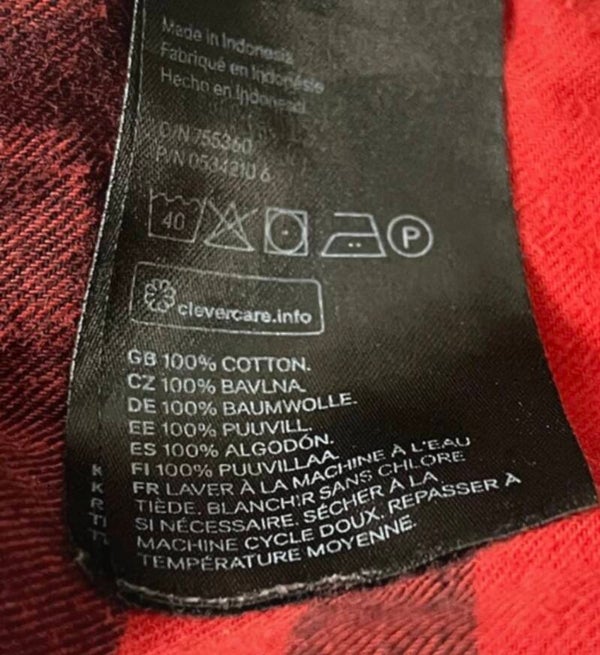 Made in Indonesia
Fabriqué en Indonésie
Hecho en Indonesia
O/N 755360
P/N 0534210 6
40
P
clevercare.info
GB 100% COTTON.
CZ 100% BAVLNA.
DE 100% BAUMWOLLE.
EE 100% PUUVILL.
ES 100% ALGODÓN.
FI 100% PUUVILLAA.
FR LAVER À LA MACHINE À L'EAU
TIÈDE. BLANCHIR SANS CHLORE
SI NÉCESSAIRE. SÉCHER À LA
MACHINE CYCLE DOUX. REPASSER À
TEMPÉRATURE MOYENNE.
K
K
R
TI